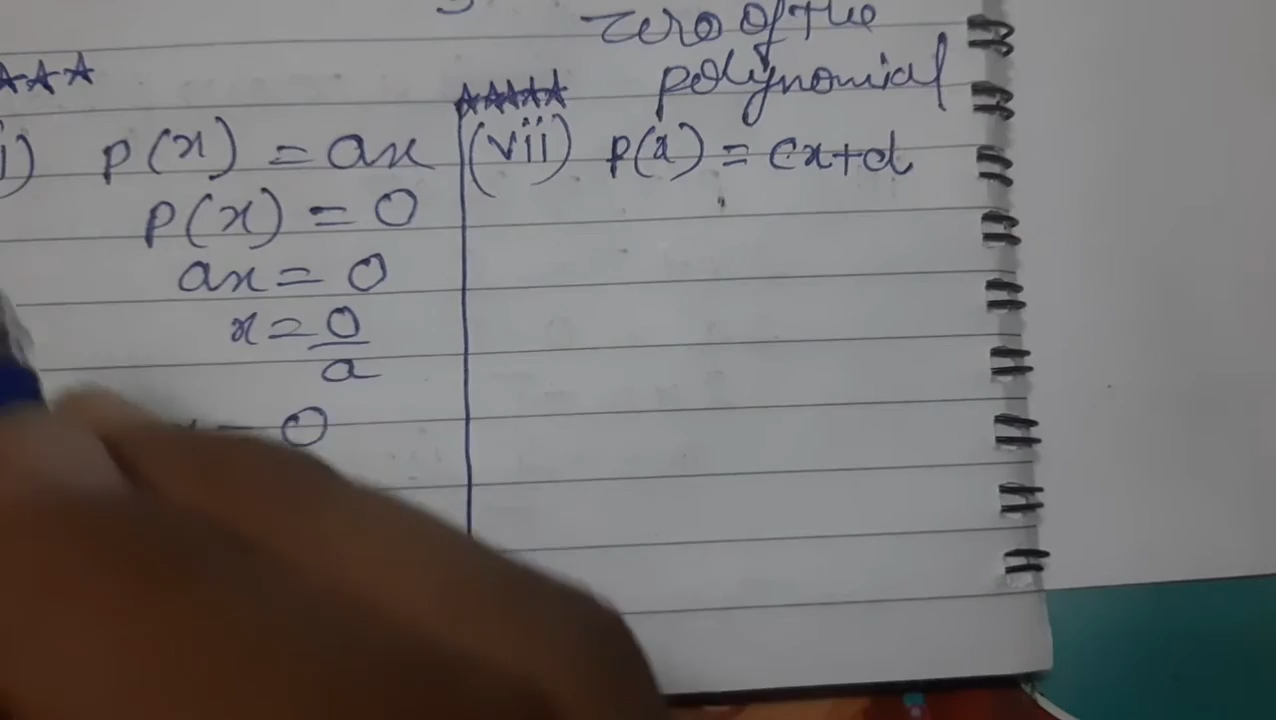 zero of the
polynomial
i) p(x) = ax
p(x) = 0
ax = 0
x = 0/a
= 0
(vii) p(x) = cx+d